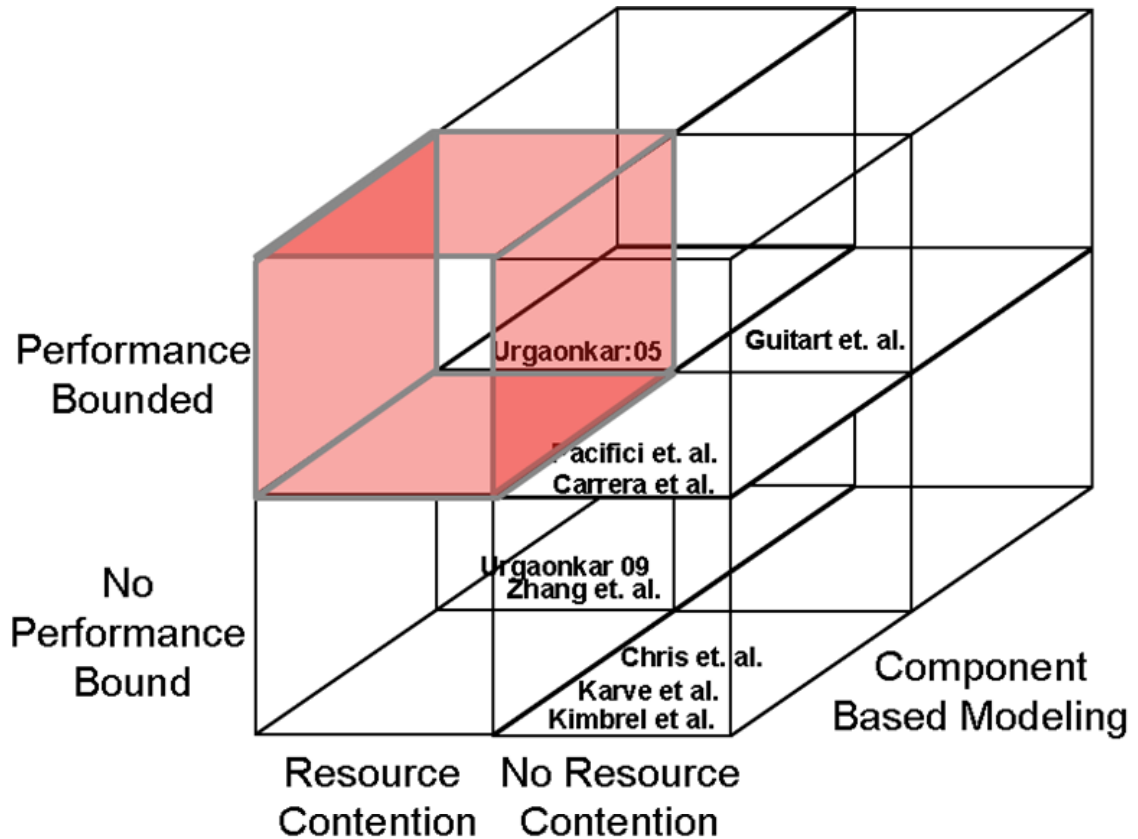 Guitart et. al.
Urgaonkar:05
Performance
Bounded
Pacifici et. al.
Carrera et al.
No
Performance
Bound
Urgaonkar 09
Zhang et. al.
Chris et. al.
Karve et al.
Kimbrel et al.
Component
Based Modeling
Resource
Contention
No Resource
Contention